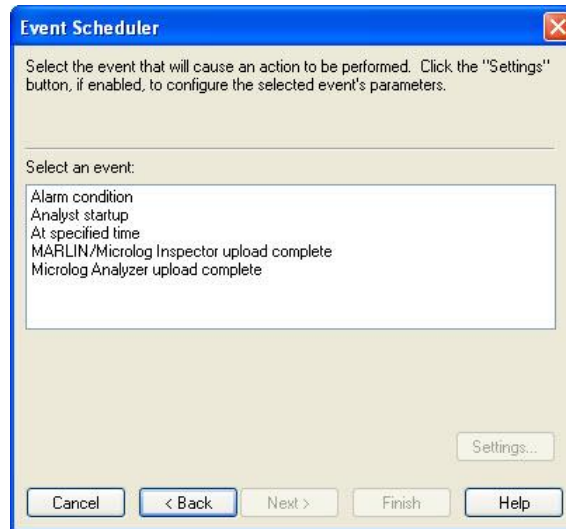 Event Scheduler
Select the event that will cause an action to be performed. Click the "Settings"
button, if enabled, to configure the selected event's parameters.
Select an event:
Alarm condition
Analyst startup
At specified time
MARLIN/Microlog Inspector upload complete
Microlog Analyzer upload complete
Settings...
Cancel
< Back
Next >
Finish
Help